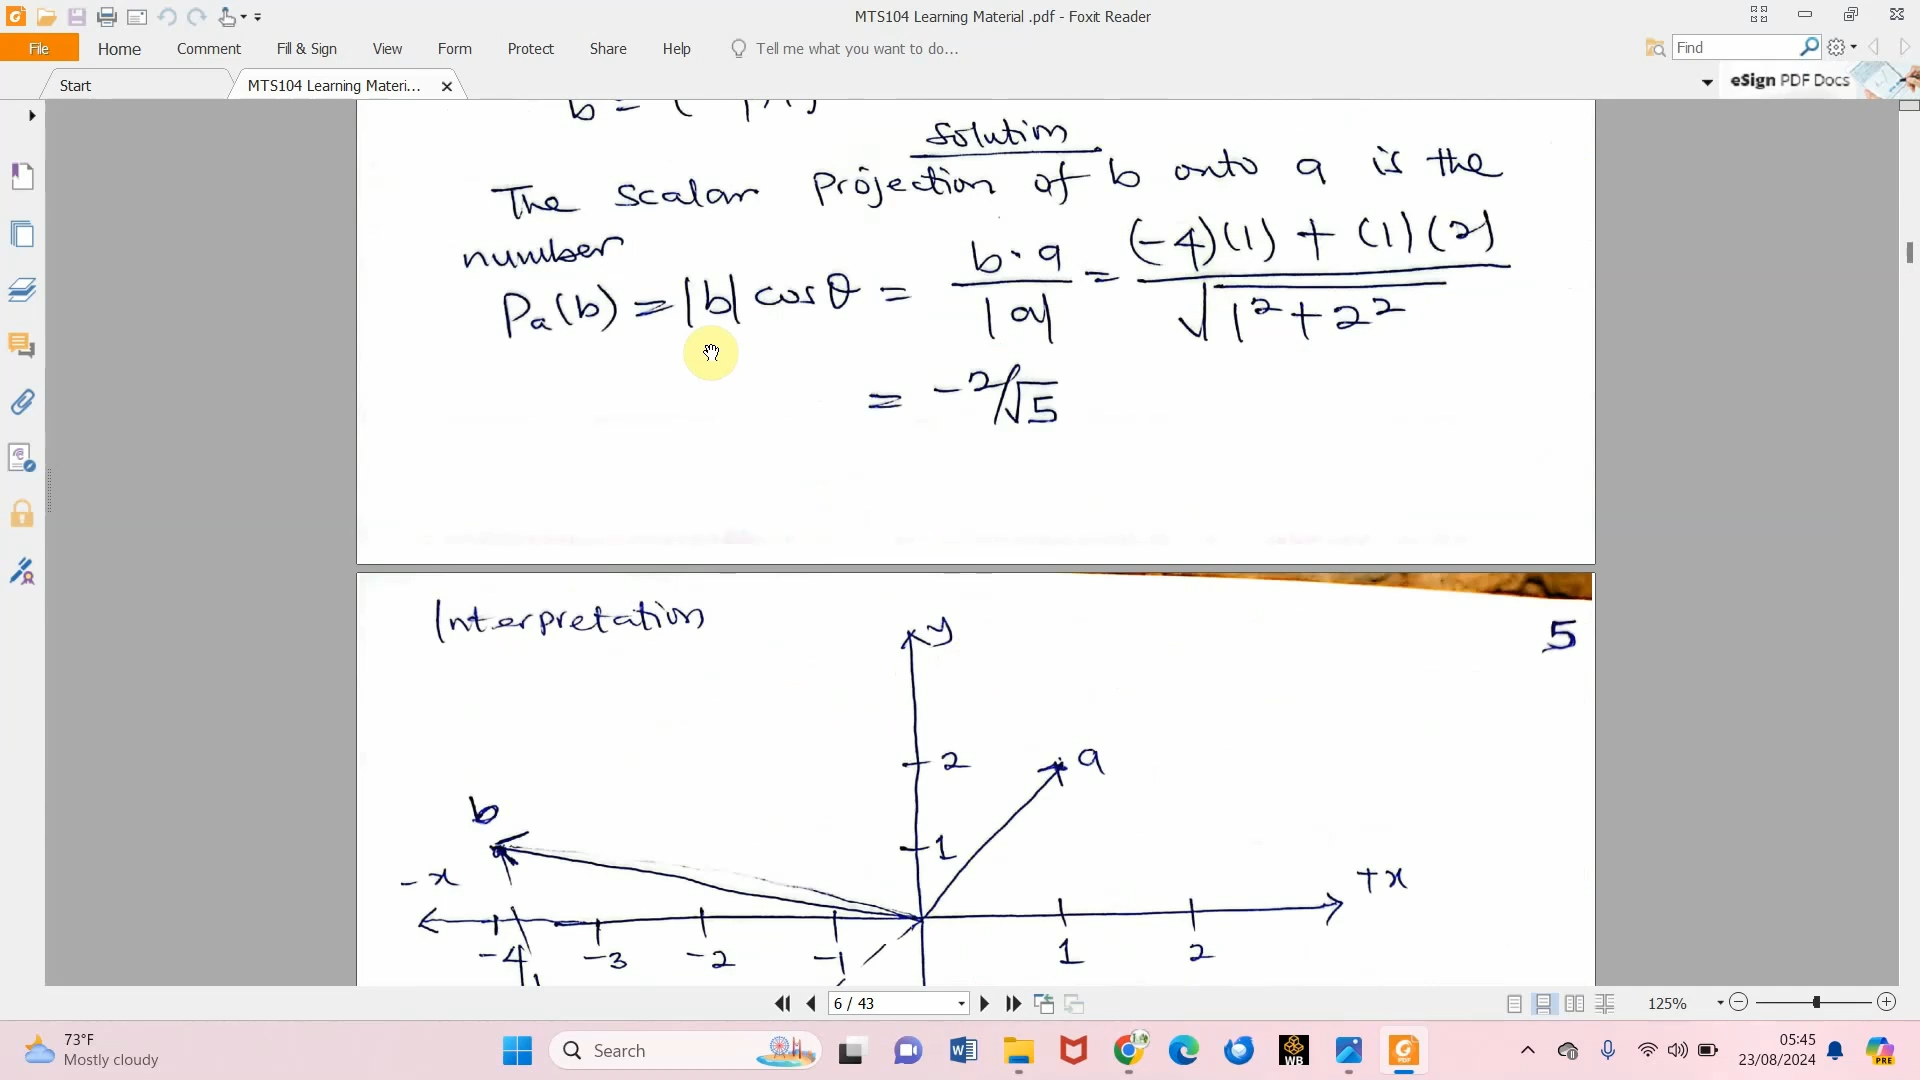 MTS104 Learning Material .pdf - Foxit Reader
File Home Comment Fill & Sign View Form Protect Share Help Tell me what you want to do... Find
Start MTS104 Learning Materi... eSign PDF Docs
b = (
Solution
The Scalar Projection of b onto a is the
number
Pa(b) = |b| cos θ = b · a / |a| = (-4)(1) + (1)(2) / √1² + 2²
= -2/√5
Interpretation
5
y
2
a
b
1
-x
+x
-4 -3 -2 -1 1 2
6 / 43 125%
73°F
Mostly cloudy
Search
WB
PDF
05:45
23/08/2024
PRE